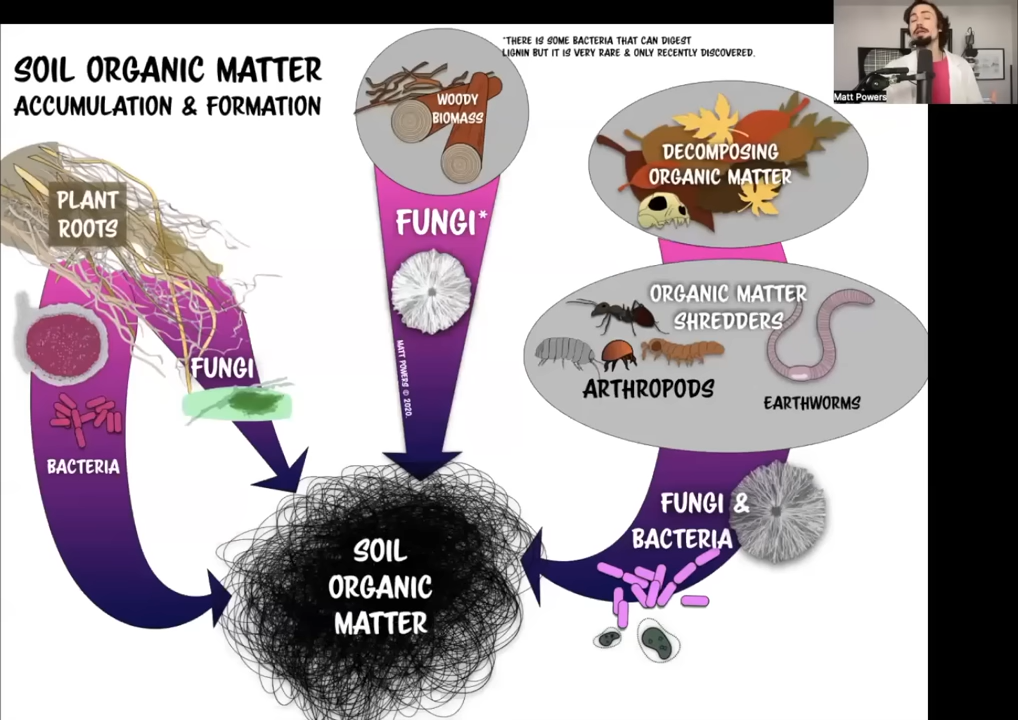 SOIL ORGANIC MATTER
ACCUMULATION & FORMATION
*THERE IS SOME BACTERIA THAT CAN DIGEST
LIGNIN BUT IT IS VERY RARE & ONLY RECENTLY DISCOVERED.
Matt Powers
WOODY
BIOMASS
DECOMPOSING
ORGANIC MATTER
PLANT
ROOTS
FUNGI*
ORGANIC MATTER
SHREDDERS
ARTHROPODS
EARTHWORMS
FUNGI
MATT POWERS © 2020
BACTERIA
FUNGI &
BACTERIA
SOIL
ORGANIC
MATTER